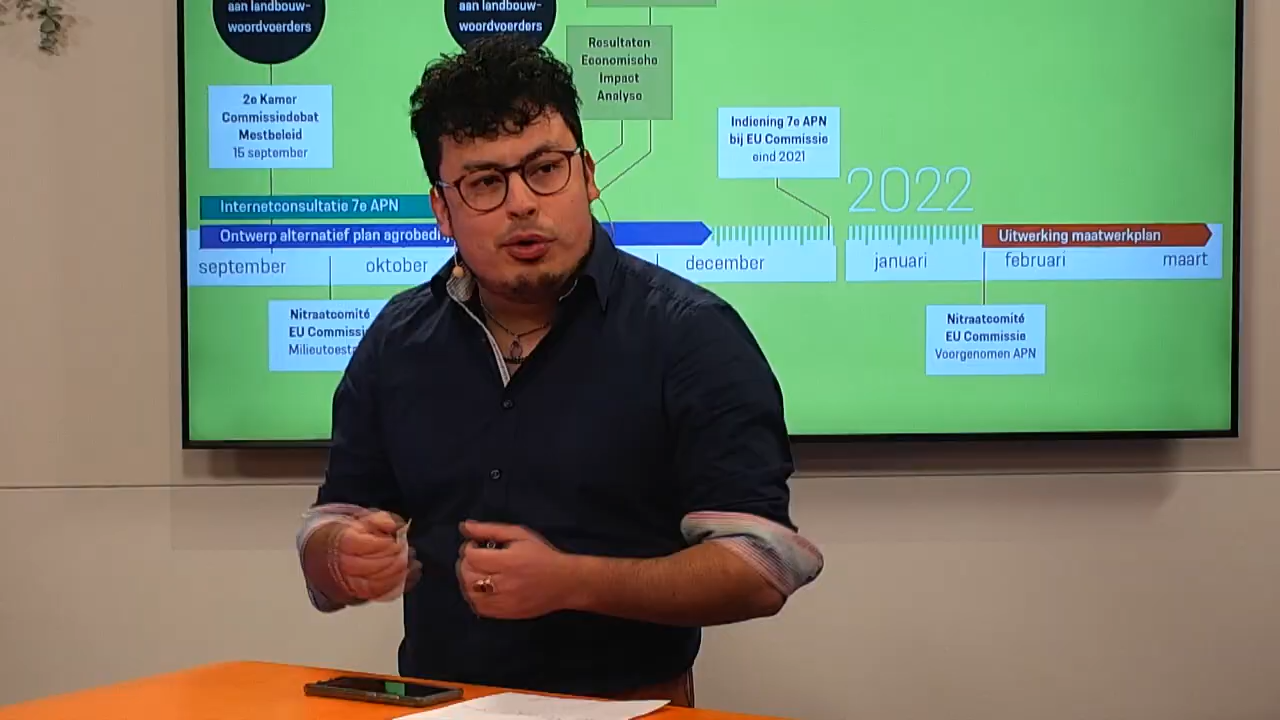 aan landbouw-
woordvoerders
aan landbouw-
woordvoerders
Resultaten
Economische
Impact
Analyse
2e Kamer
Commissiedebat
Mestbeleid
15 september
Indiening 7e APN
bij EU Commissie
eind 2021
2022
Internetconsultatie 7e APN
Ontwerp alternatief plan agrobedrij
Uitwerking maatwerkplan
september
oktober
december
januari
februari
maart
Nitraatcomité
EU Commissi
Milieutoesta
Nitraatcomité
EU Commissie
Voorgenomen APN